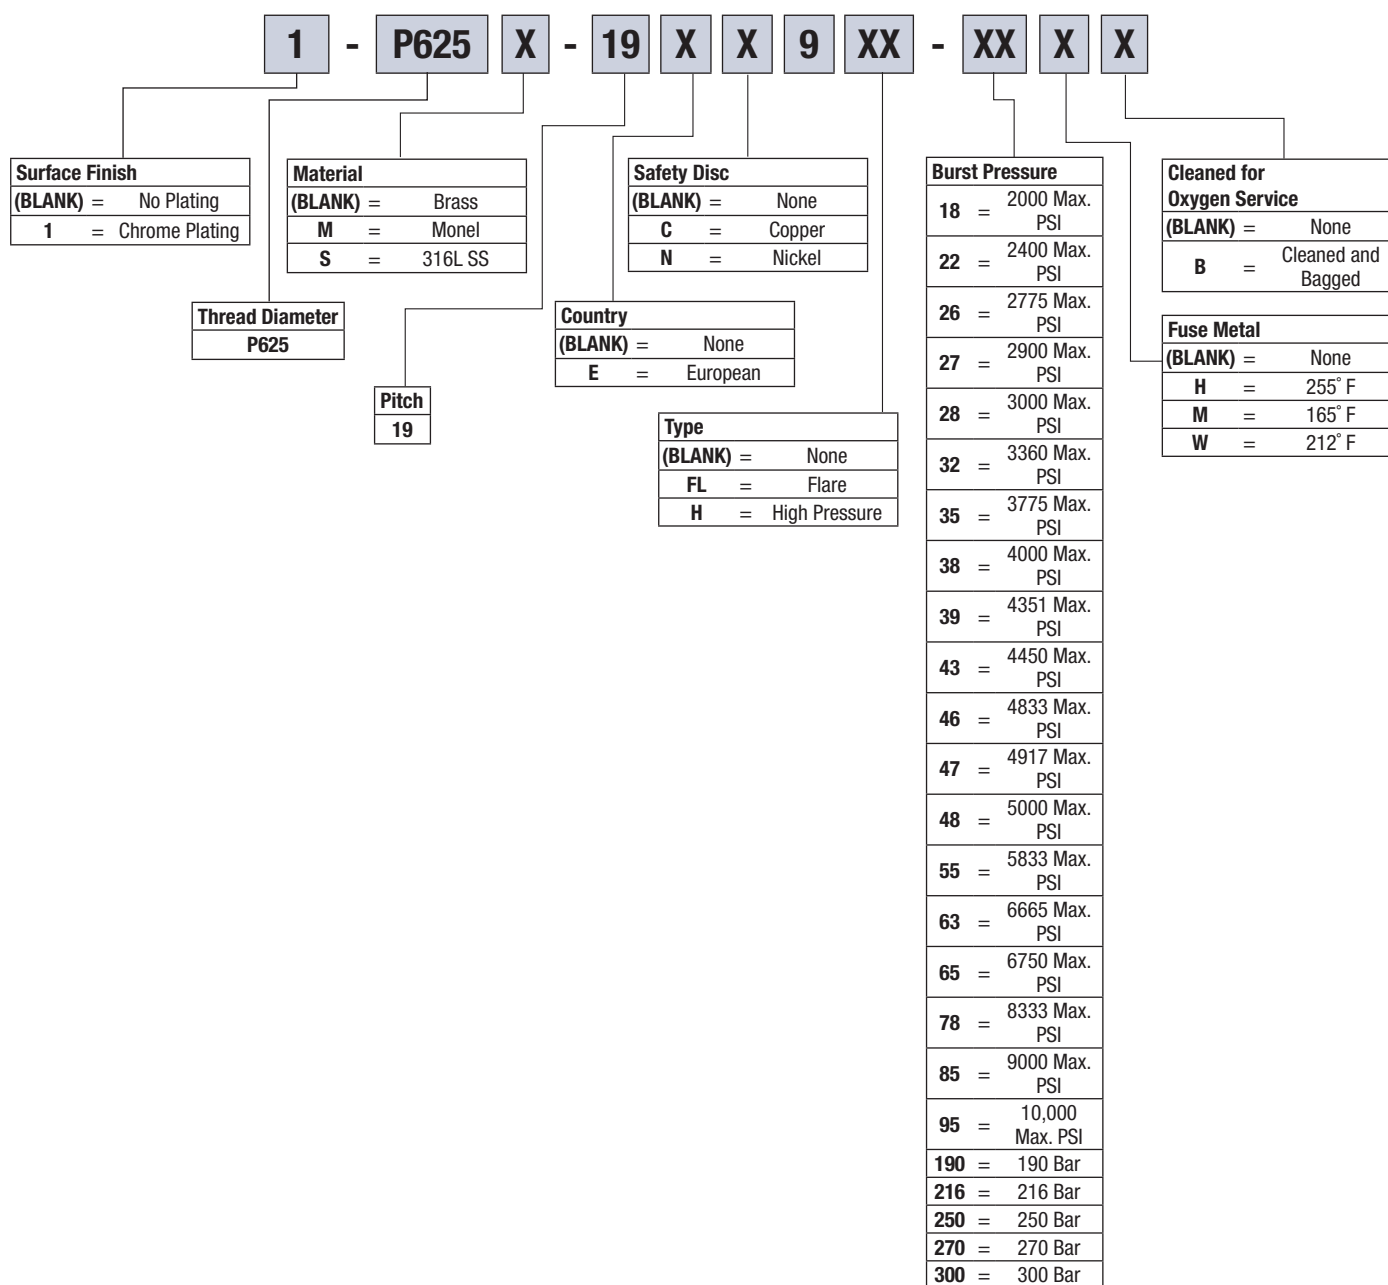 1 - P625 X - 19 X X 9 XX - XX X X
Surface Finish
(BLANK) = No Plating
1 = Chrome Plating
Material
(BLANK) = Brass
M = Monel
S = 316L SS
Safety Disc
(BLANK) = None
C = Copper
N = Nickel
Burst Pressure
18 = 2000 Max.
PSI
22 = 2400 Max.
PSI
26 = 2775 Max.
PSI
27 = 2900 Max.
PSI
28 = 3000 Max.
PSI
32 = 3360 Max.
PSI
35 = 3775 Max.
PSI
38 = 4000 Max.
PSI
39 = 4351 Max.
PSI
43 = 4450 Max.
PSI
46 = 4833 Max.
PSI
47 = 4917 Max.
PSI
48 = 5000 Max.
PSI
55 = 5833 Max.
PSI
63 = 6665 Max.
PSI
65 = 6750 Max.
PSI
78 = 8333 Max.
PSI
85 = 9000 Max.
PSI
95 = 10,000
Max. PSI
190 = 190 Bar
216 = 216 Bar
250 = 250 Bar
270 = 270 Bar
300 = 300 Bar
Cleaned for
Oxygen Service
(BLANK) = None
B = Cleaned and
Bagged
Thread Diameter
P625
Country
(BLANK) = None
E = European
Fuse Metal
(BLANK) = None
H = 255° F
M = 165° F
W = 212° F
Pitch
19
Type
(BLANK) = None
FL = Flare
H = High Pressure